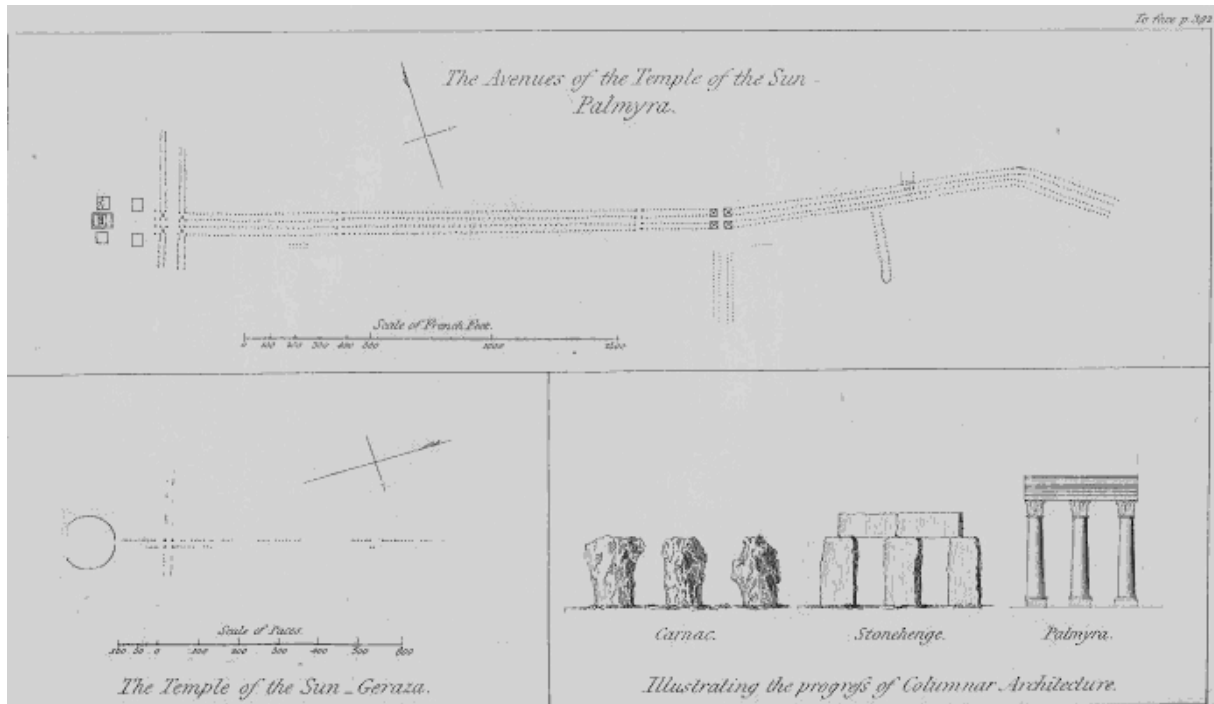 To face p. 392
The Avenues of the Temple of the Sun -
Palmyra.
Scale of French Feet.
0 100 200 300 400 500 1000 1500
Scale of Paces.
100 50 0 100 200 300 400 500 600
The Temple of the Sun - Geraza.
Carnac. Stonehenge. Palmyra.
Illustrating the progreſs of Columnar Architecture.